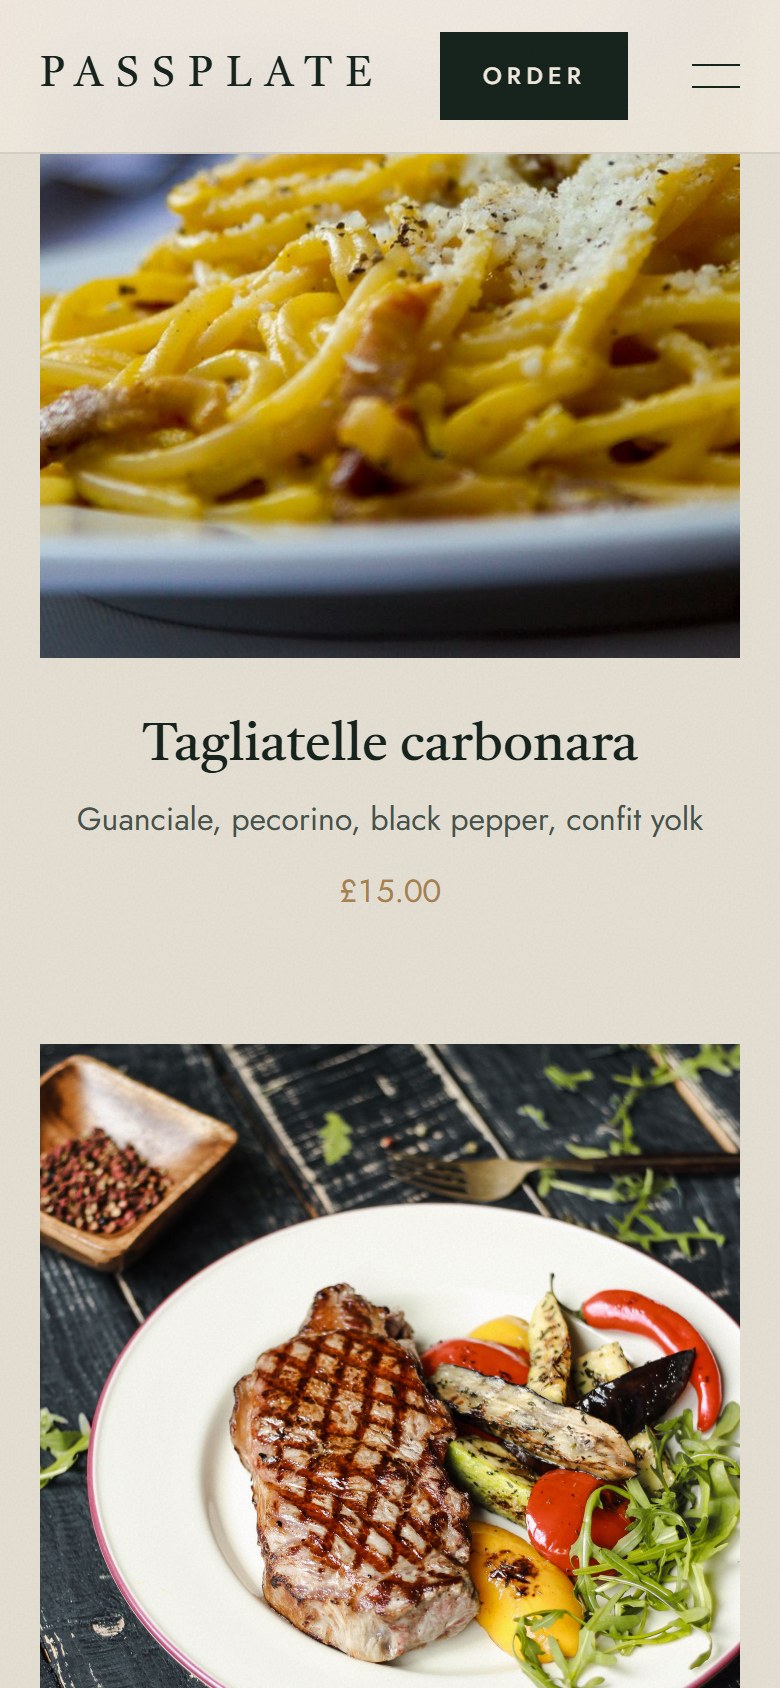 PASSPLATE
ORDER
Tagliatelle carbonara
Guanciale, pecorino, black pepper, confit yolk
£15.00